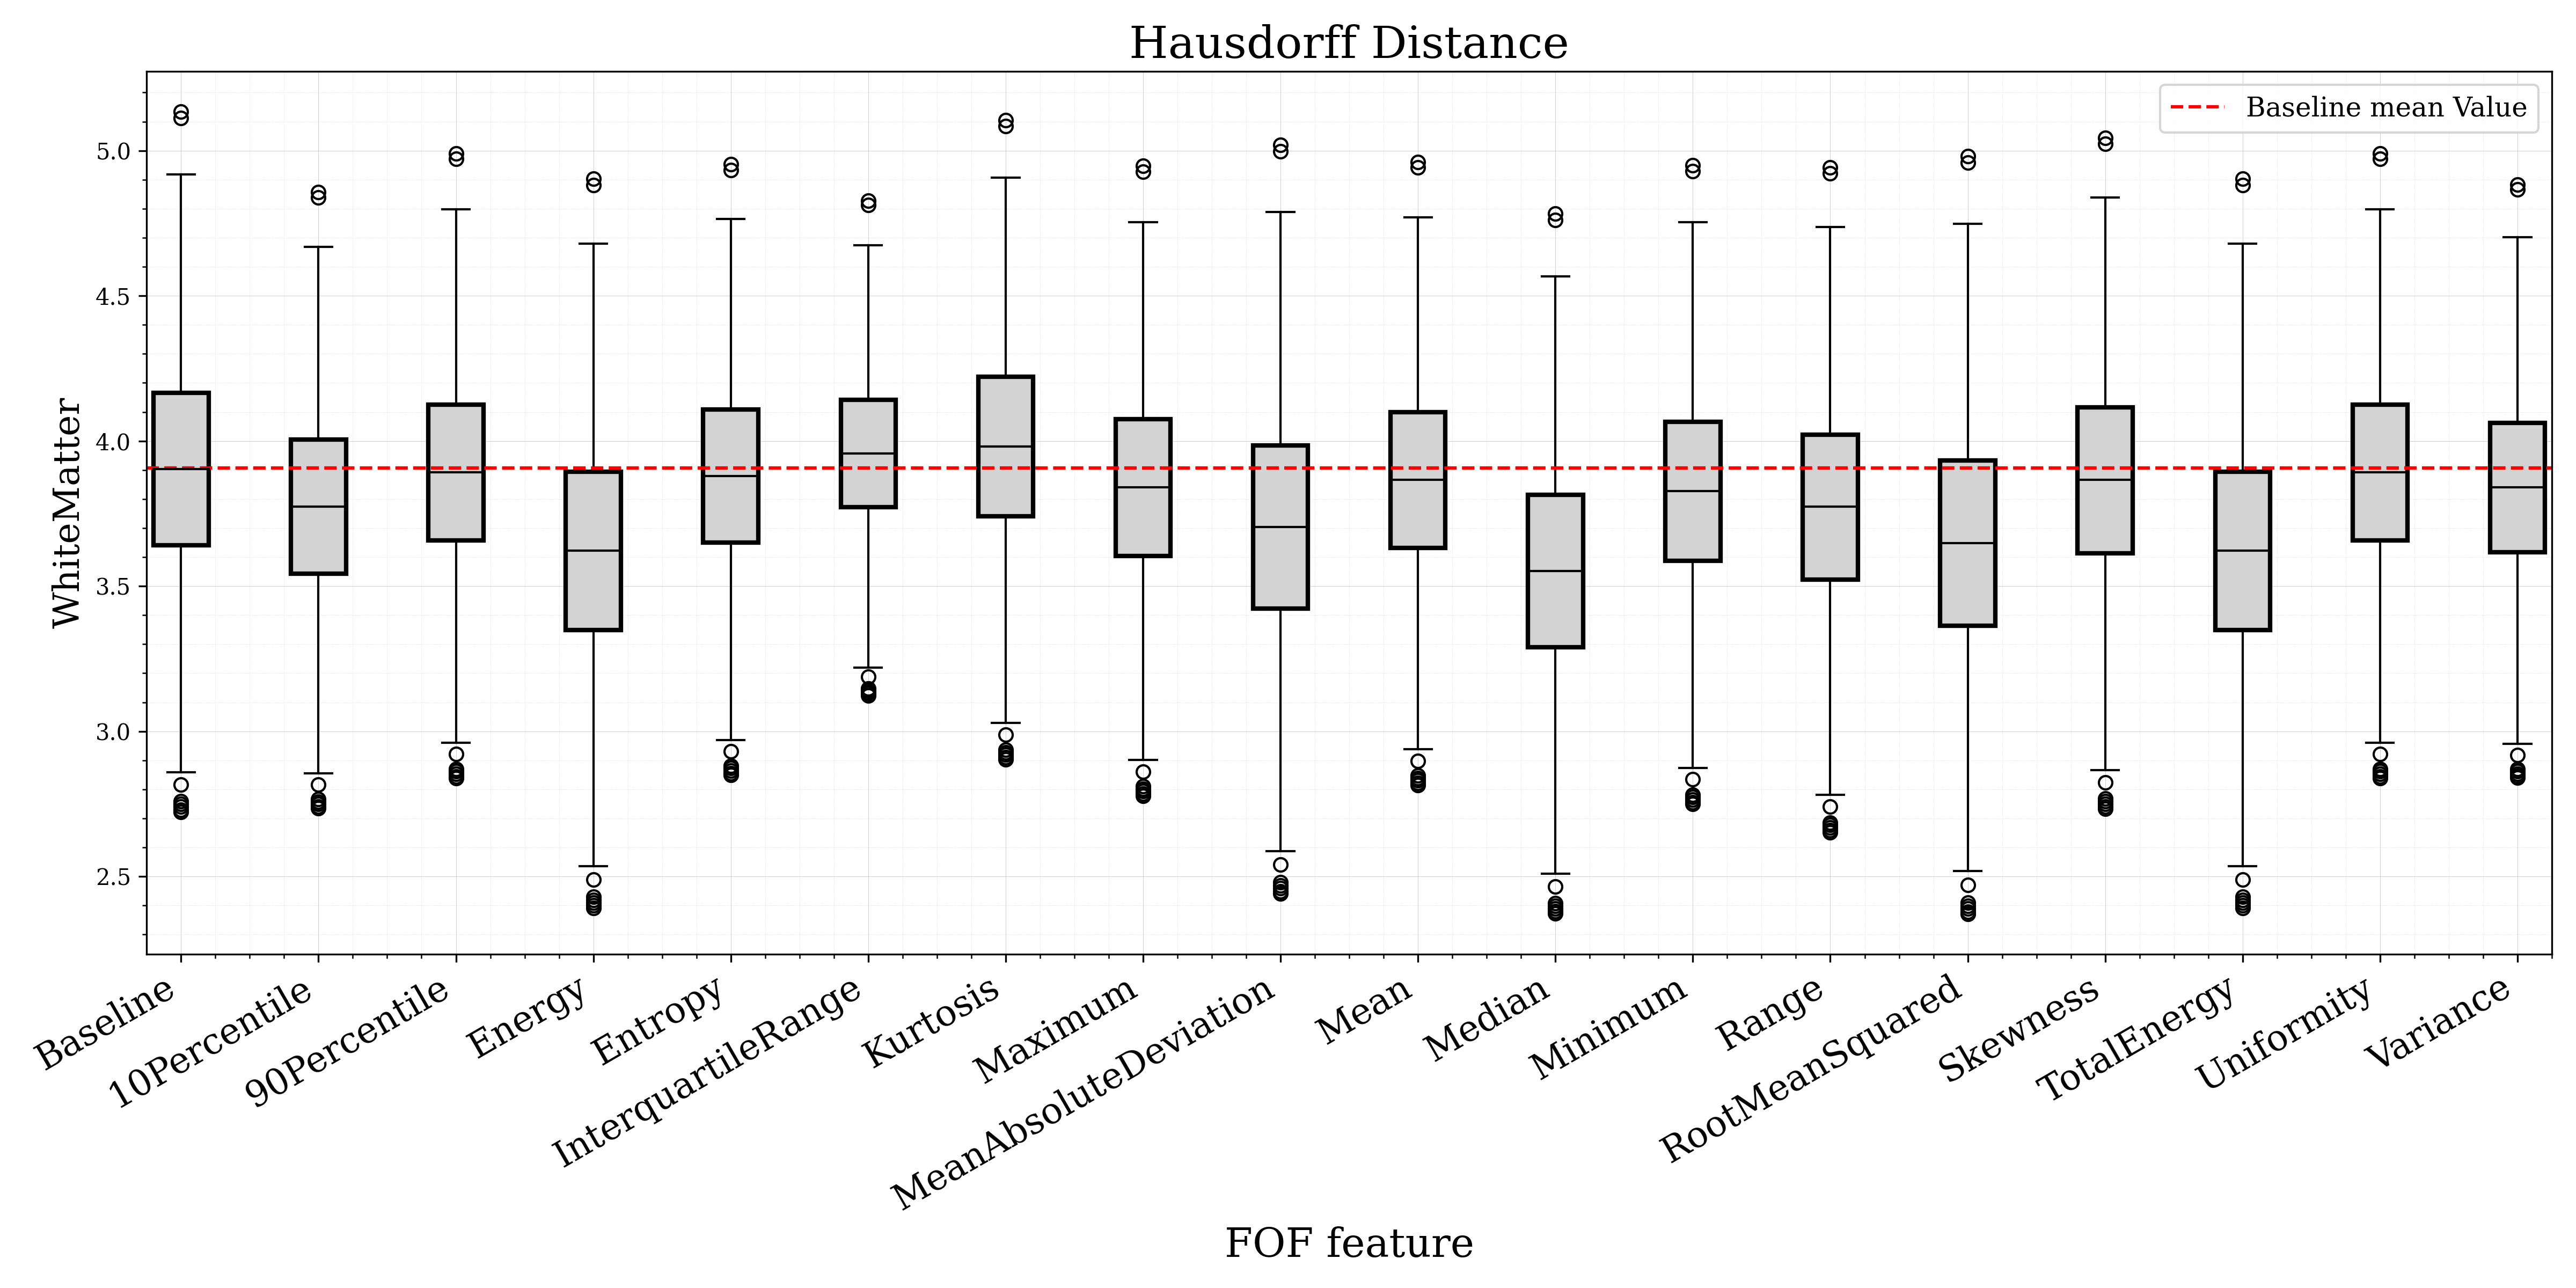 Hausdorff Distance
Baseline mean Value
WhiteMatter
5.0
4.5
4.0
3.5
3.0
2.5
Baseline
10Percentile
90Percentile
Energy
Entropy
InterquartileRange
Kurtosis
Maximum
MeanAbsoluteDeviation
Mean
Median
Minimum
Range
RootMeanSquared
Skewness
TotalEnergy
Uniformity
Variance
FOF feature